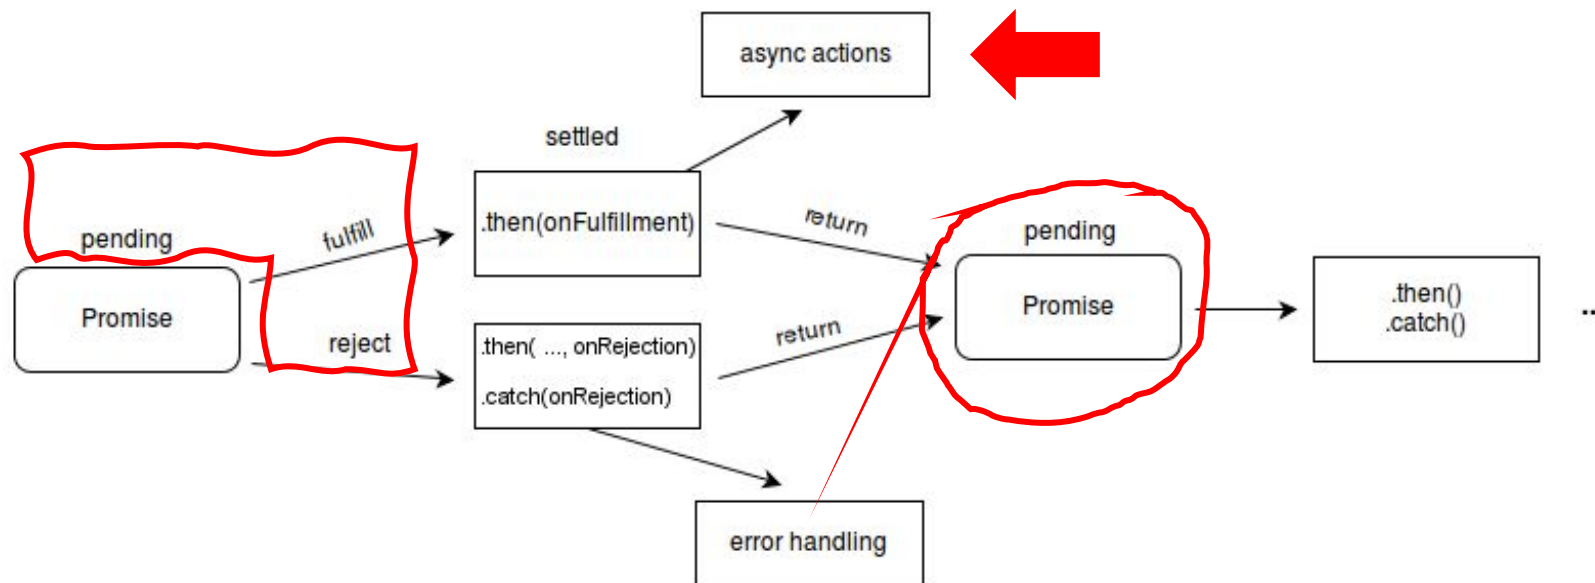 async actions
settled
pending
fulfill
.then(onFulfillment)
return
pending
Promise
reject
.then( ..., onRejection)
.catch(onRejection)
return
Promise
.then()
.catch()
..
error handling